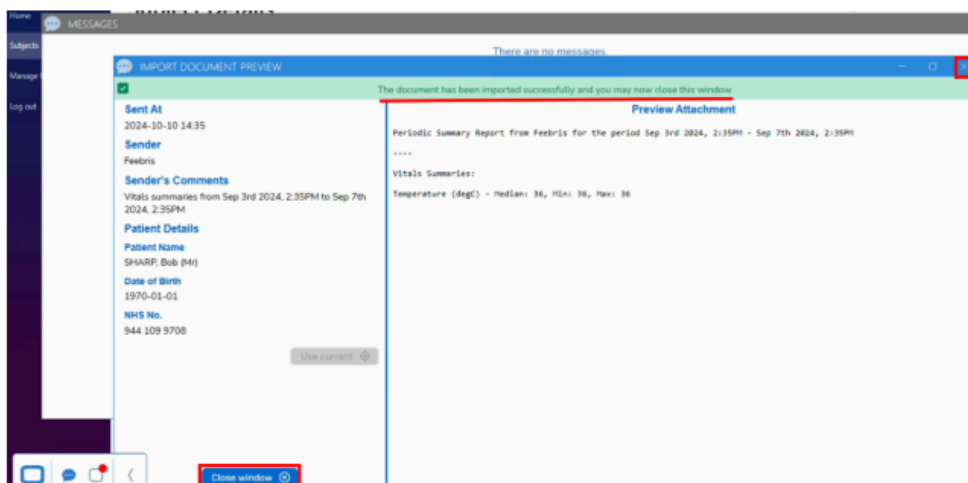 Home
MESSAGES
Subjects
There are no messages.
Manage
IMPORT DOCUMENT PREVIEW
The document has been imported successfully and you may now close this window
Log out
Sent At
2024-10-10 14:35
Sender
Feebris
Sender's Comments
Vitals summaries from Sep 3rd 2024, 2:35PM to Sep 7th
2024, 2:35PM
Patient Details
Patient Name
SHARP, Bob (Mr)
Date of Birth
1970-01-01
NHS No.
944 109 9708
Use current
Close window
Preview Attachment
Periodic Summary Report from Feebris for the period Sep 3rd 2024, 2:35PM - Sep 7th 2024, 2:35PM
----
Vitals Summaries:
Temperature (degC) - Median: 36, Min: 36, Max: 36